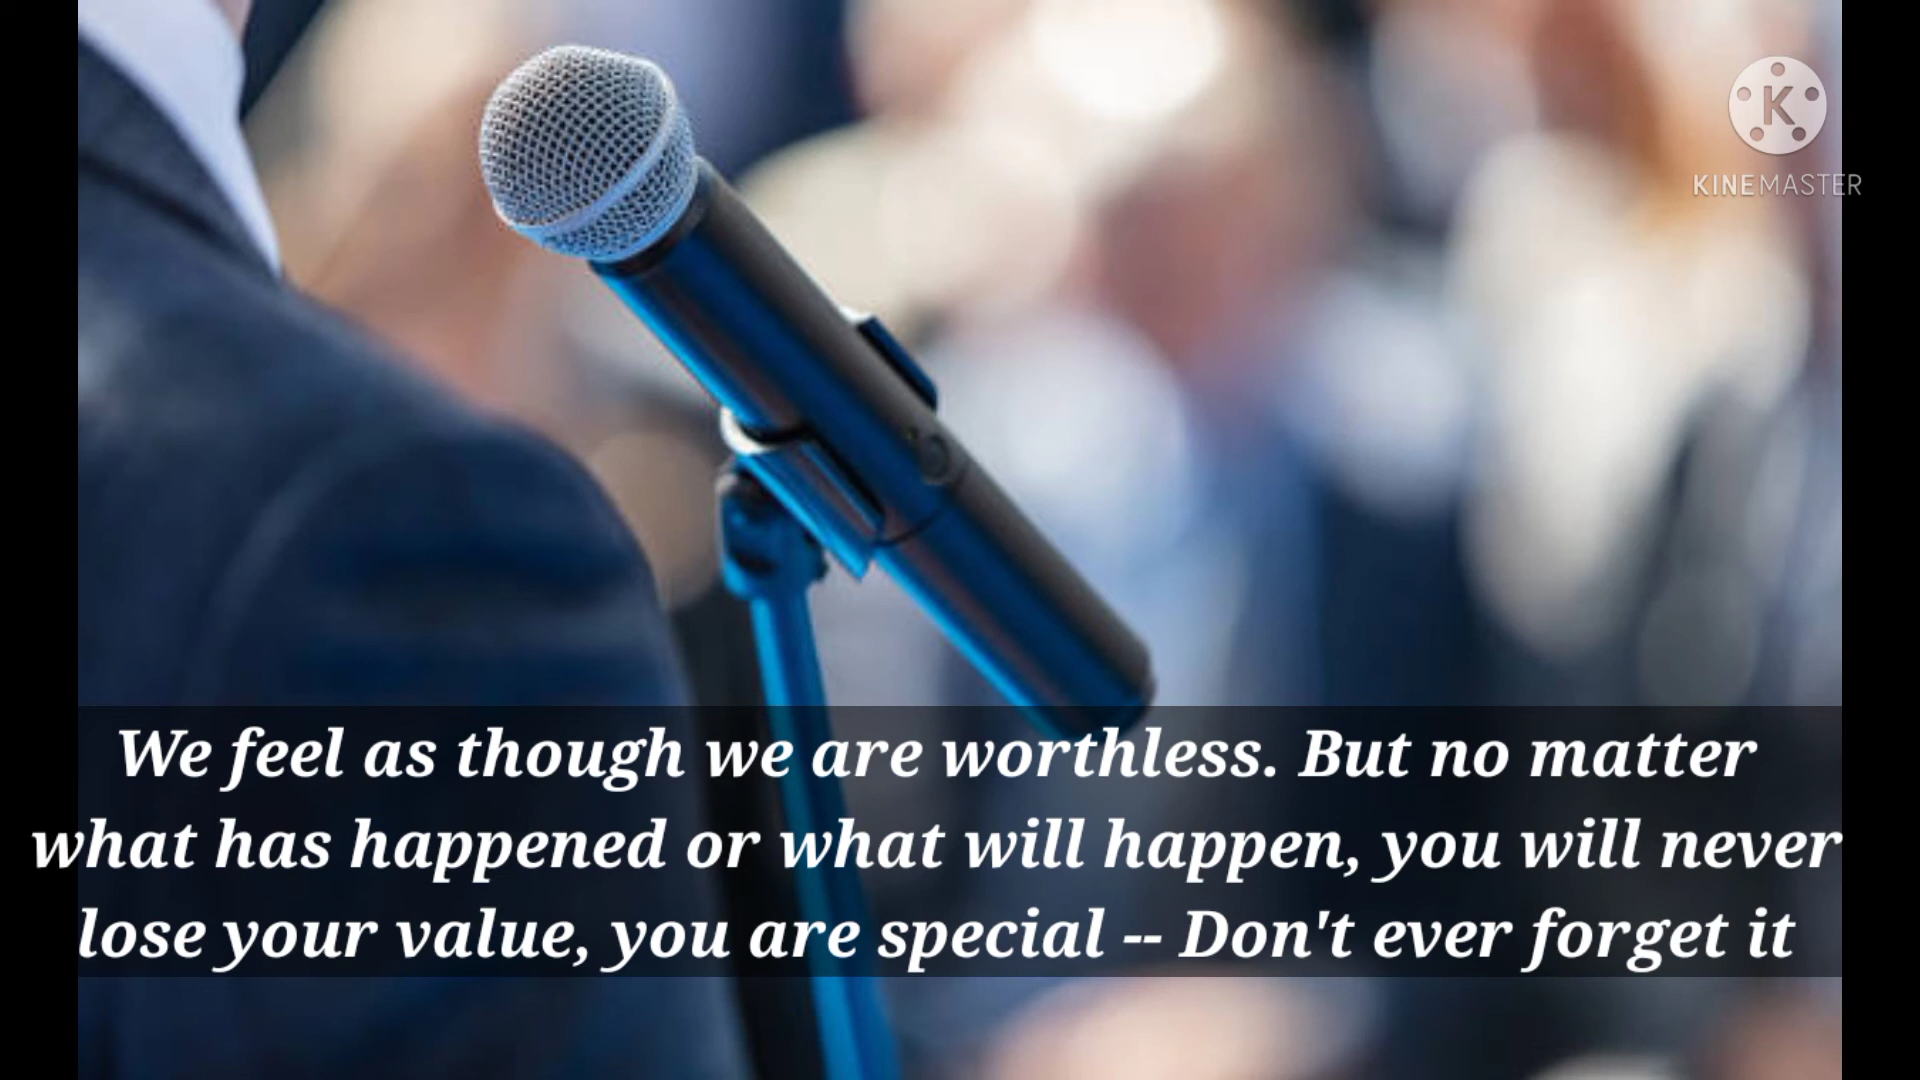 K
KINEMASTER
We feel as though we are worthless. But no matter
what has happened or what will happen, you will never
lose your value, you are special -- Don't ever forget it